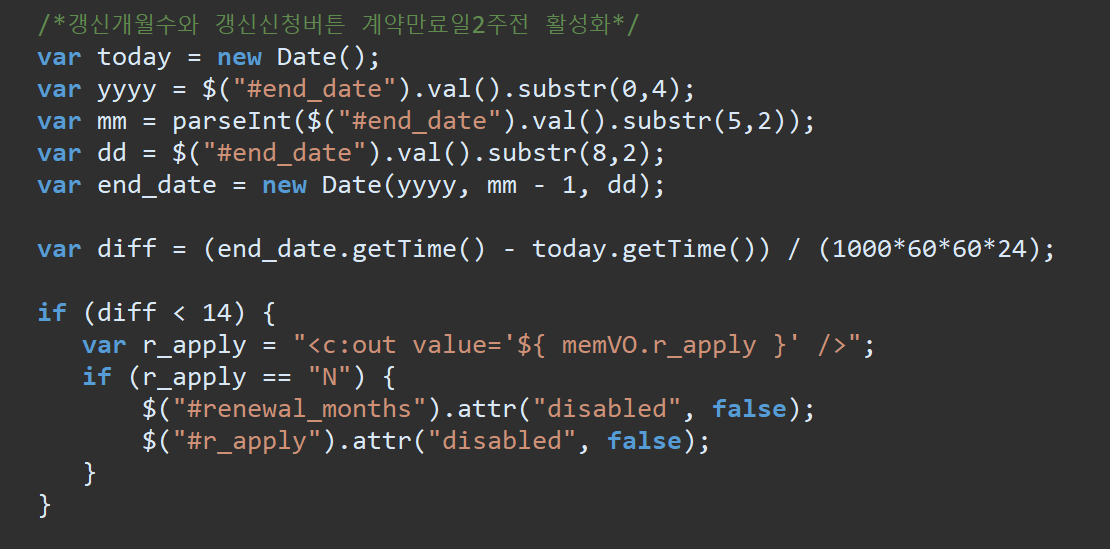 /*갱신개월수와 갱신신청버튼 계약만료일2주전 활성화*/
var today = new Date();
var yyyy = $("#end_date").val().substr(0,4);
var mm = parseInt($("#end_date").val().substr(5,2));
var dd = $("#end_date").val().substr(8,2);
var end_date = new Date(yyyy, mm - 1, dd);
var diff = (end_date.getTime() - today.getTime()) / (1000*60*60*24);
if (diff < 14) {
var r_apply = "<c:out value='${ memVO.r_apply }' />";
if (r_apply == "N") {
$("#renewal_months").attr("disabled", false);
$("#r_apply").attr("disabled", false);
}
}